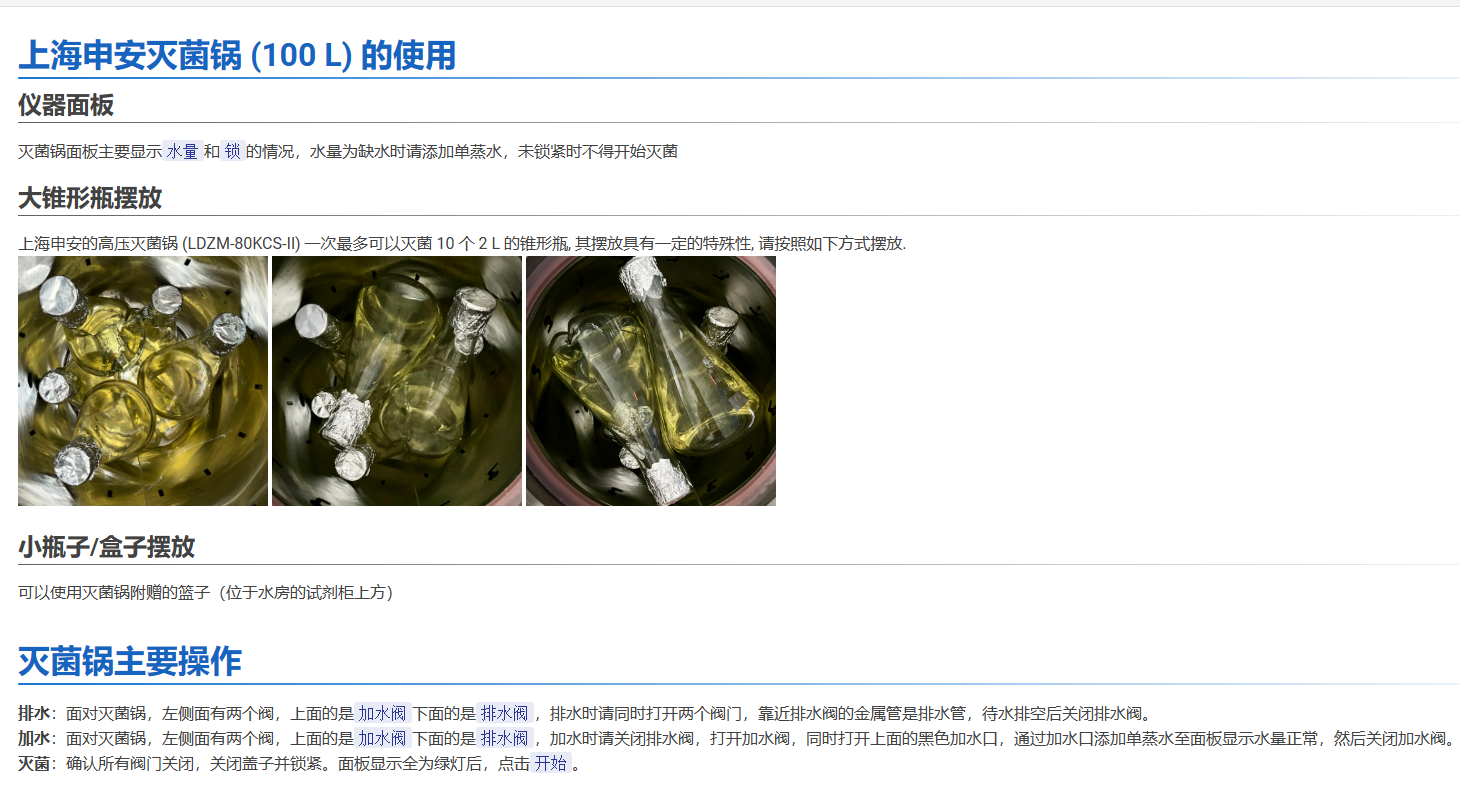 上海申安灭菌锅 (100 L) 的使用
仪器面板
灭菌锅面板主要显示 水量 和 锁 的情况，水量为缺水时请添加单蒸水，未锁紧时不得开始灭菌
大锥形瓶摆放
上海申安的高压灭菌锅 (LDZM-80KCS-II) 一次最多可以灭菌 10 个 2 L 的锥形瓶, 其摆放具有一定的特殊性, 请按照如下方式摆放.
小瓶子/盒子摆放
可以使用灭菌锅附赠的篮子（位于水房的试剂柜上方）
灭菌锅主要操作
排水：面对灭菌锅，左侧面有两个阀，上面的是 加水阀 下面的是 排水阀 ，排水时请同时打开两个阀门，靠近排水阀的金属管是排水管，待水排空后关闭排水阀。
加水：面对灭菌锅，左侧面有两个阀，上面的是 加水阀 下面的是 排水阀 ，加水时请关闭排水阀，打开加水阀，同时打开上面的黑色加水口，通过加水口添加单蒸水至面板显示水量正常，然后关闭加水阀。
灭菌：确认所有阀门关闭，关闭盖子并锁紧。面板显示全为绿灯后，点击 开始 。